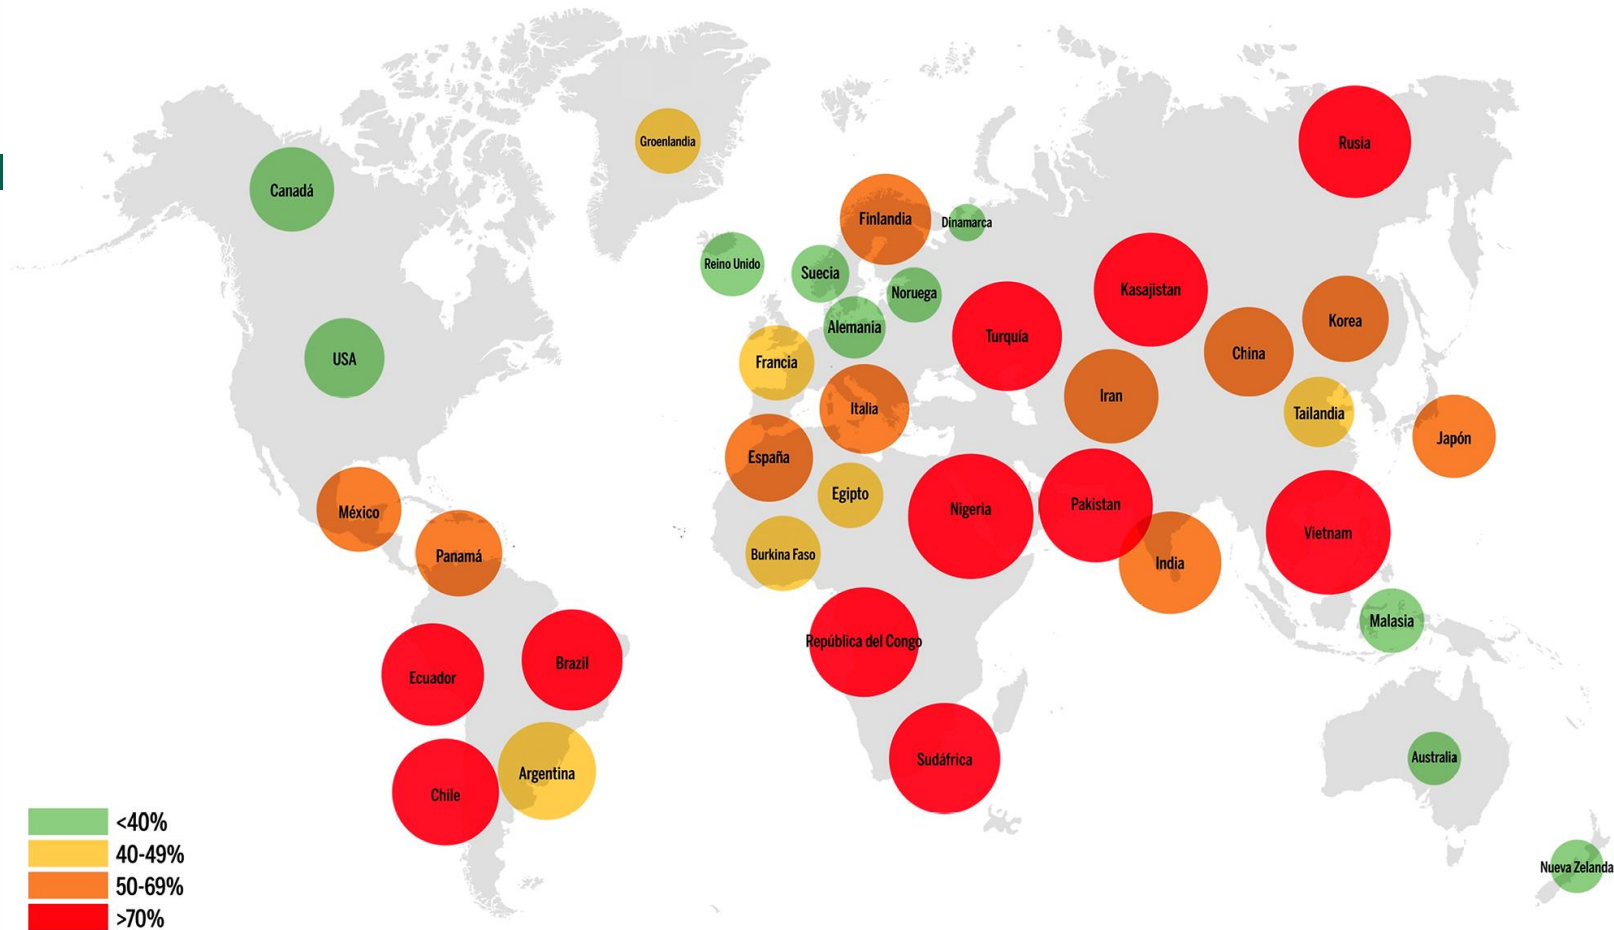 Groenlandia
Rusia
Canadá
Finlandia
Dinamarca
Reino Unido
Suecia
Noruega
Kasajistan
Alemania
Turquía
Korea
USA
Francia
China
Iran
Italia
Tailandia
Japón
España
Egipto
México
Nigeria
Pakistan
Vietnam
Panamá
Burkina Faso
India
Malasia
República del Congo
Ecuador
Brazil
Argentina
Sudáfrica
Australia
Chile
Nueva Zelanda
<40%
40-49%
50-69%
>70%